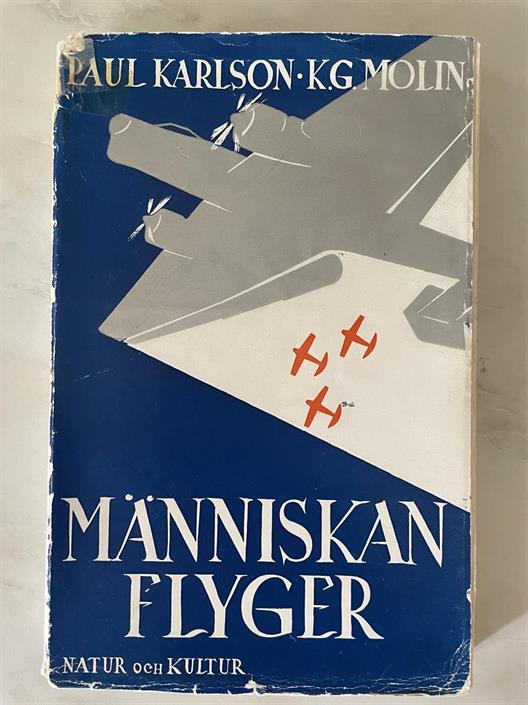 PAUL KARLSON · K.G. MOLIN
MÄNNISKAN
FLYGER
NATUR OCH KULTUR